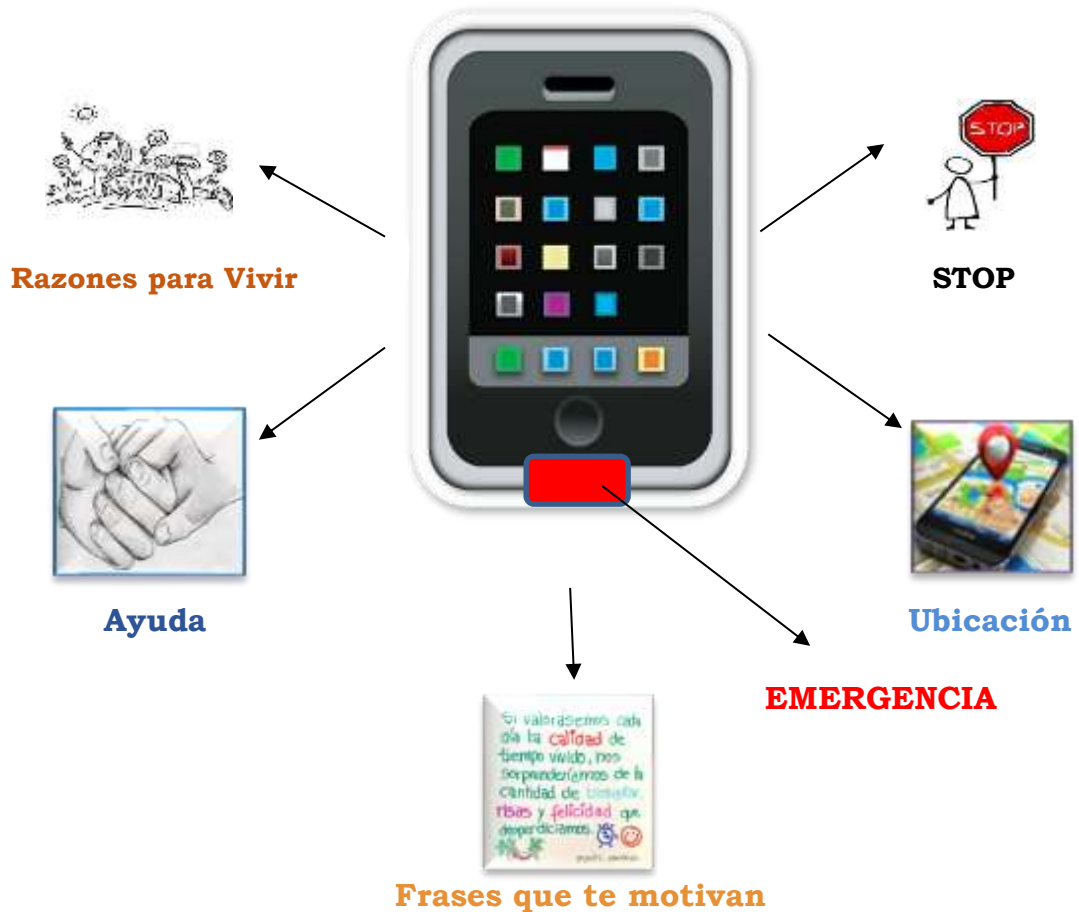 STOP
Razones para Vivir
STOP
Ayuda
Ubicación
EMERGENCIA
Si valorásemos cada
día la calidad de
tiempo vivido, nos
sorprenderíamos de la
cantidad de
risas y felicidad que
desperdiciamos.
Frases que te motivan